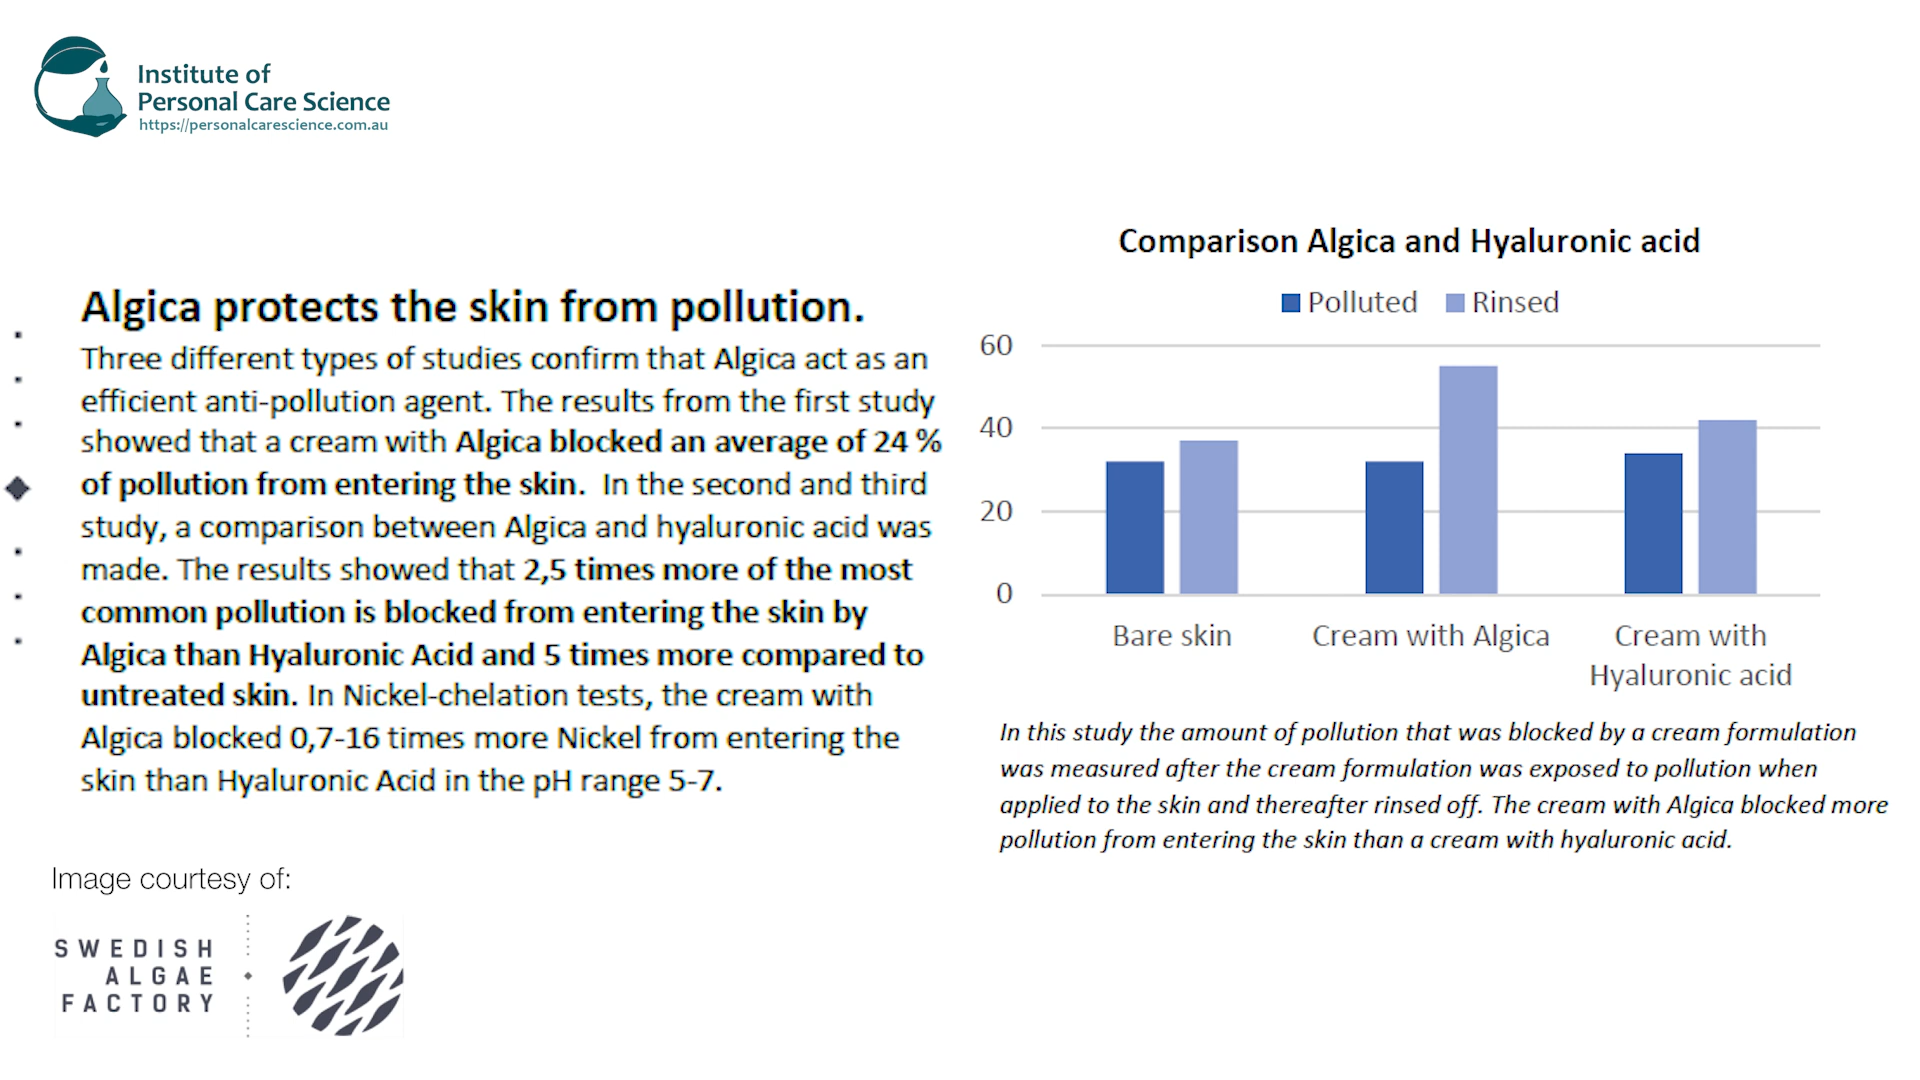 Institute of
Personal Care Science
https://personalcarescience.com.au
Algica protects the skin from pollution.
Three different types of studies confirm that Algica act as an
efficient anti-pollution agent. The results from the first study
showed that a cream with Algica blocked an average of 24 %
of pollution from entering the skin. In the second and third
study, a comparison between Algica and hyaluronic acid was
made. The results showed that 2,5 times more of the most
common pollution is blocked from entering the skin by
Algica than Hyaluronic Acid and 5 times more compared to
untreated skin. In Nickel-chelation tests, the cream with
Algica blocked 0,7-16 times more Nickel from entering the
skin than Hyaluronic Acid in the pH range 5-7.
Comparison Algica and Hyaluronic acid
Polluted Rinsed
60
40
20
0
Bare skin Cream with Algica Cream with
Hyaluronic acid
In this study the amount of pollution that was blocked by a cream formulation
was measured after the cream formulation was exposed to pollution when
applied to the skin and thereafter rinsed off. The cream with Algica blocked more
pollution from entering the skin than a cream with hyaluronic acid.
Image courtesy of:
SWEDISH
ALGAE
FACTORY